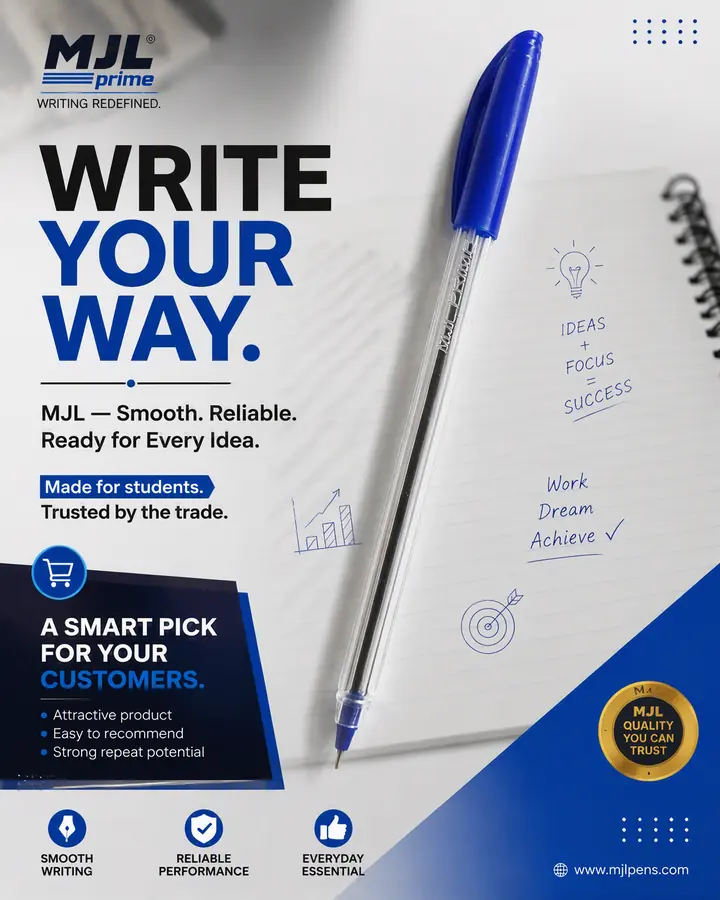 MJL®
prime
WRITING REDEFINED.
WRITE
YOUR
WAY.
MJL — Smooth. Reliable.
Ready for Every Idea.
Made for students.
Trusted by the trade.
A SMART PICK
FOR YOUR
CUSTOMERS.
Attractive product
Easy to recommend
Strong repeat potential
SMOOTH
WRITING
RELIABLE
PERFORMANCE
EVERYDAY
ESSENTIAL
IDEAS
+
FOCUS
=
SUCCESS
Work
Dream
Achieve ✓
MJL
QUALITY
YOU CAN
TRUST
www.mjlpens.com